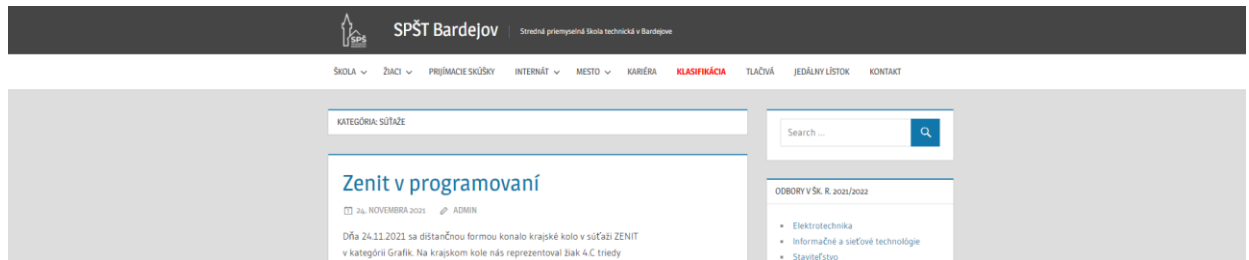 SPŠ
SPŠT Bardejov
Stredná priemyselná škola technická v Bardejove
ŠKOLA ŽIACI PRIJÍMACIE SKÚŠKY INTERNÁT MESTO KARIÉRA KLASIFIKÁCIA TLAČIVÁ JEDÁLNY LÍSTOK KONTAKT
KATEGÓRIA: SÚŤAŽE
Zenit v programovaní
24. NOVEMBRA 2021 ADMIN
Dňa 24.11.2021 sa dištančnou formou konalo krajské kolo v súťaži ZENIT
v kategórii Grafik. Na krajskom kole nás reprezentoval žiak 4.C triedy
Search ...
ODBORY V ŠK. R. 2021/2022
Elektrotechnika
Informačné a sieťové technológie
Staviteľstvo